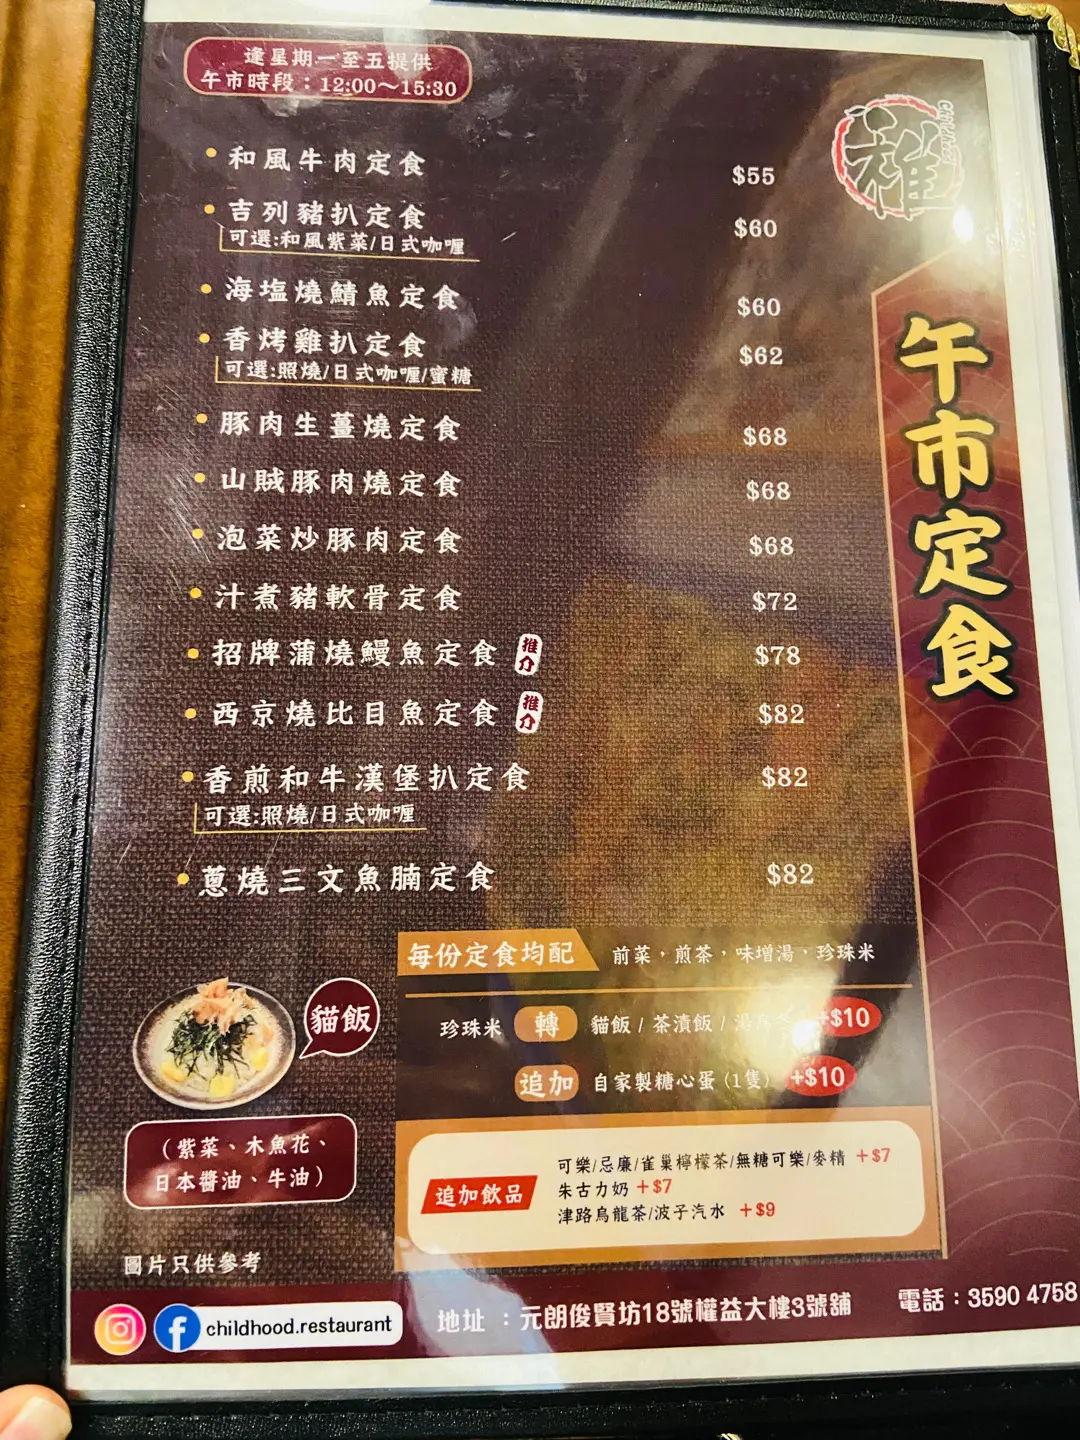 逢星期一至五提供
午市時段：12:00～15:30
稚
午市定食
和風牛肉定食 $55
吉列豬扒定食 $60
可選:和風紫菜/日式咖喱
海塩燒鯖魚定食 $60
香烤雞扒定食 $62
可選:照燒/日式咖喱/蜜糖
豚肉生薑燒定食 $68
山賊豚肉燒定食 $68
泡菜炒豚肉定食 $68
汁煮豬軟骨定食 $72
招牌蒲燒鰻魚定食 推介 $78
西京燒比目魚定食 推介 $82
香煎和牛漢堡扒定食 $82
可選:照燒/日式咖喱
蔥燒三文魚腩定食 $82
每份定食均配 前菜，煎茶，味增湯，珍珠米
珍珠米 轉 貓飯 / 茶漬飯 / +$10
追加 自家製糖心蛋 (1隻) +$10
貓飯
（紫菜、木魚花、
日本醬油、牛油）
追加飲品
可樂/忌廉/雀巢檸檬茶/無糖可樂/麥精 +$7
朱古力奶 +$7
津路烏龍茶/波子汽水 +$9
圖片只供參考
childhood.restaurant
地址 ：元朗俊賢坊18號權益大樓3號舖
電話：3590 4758